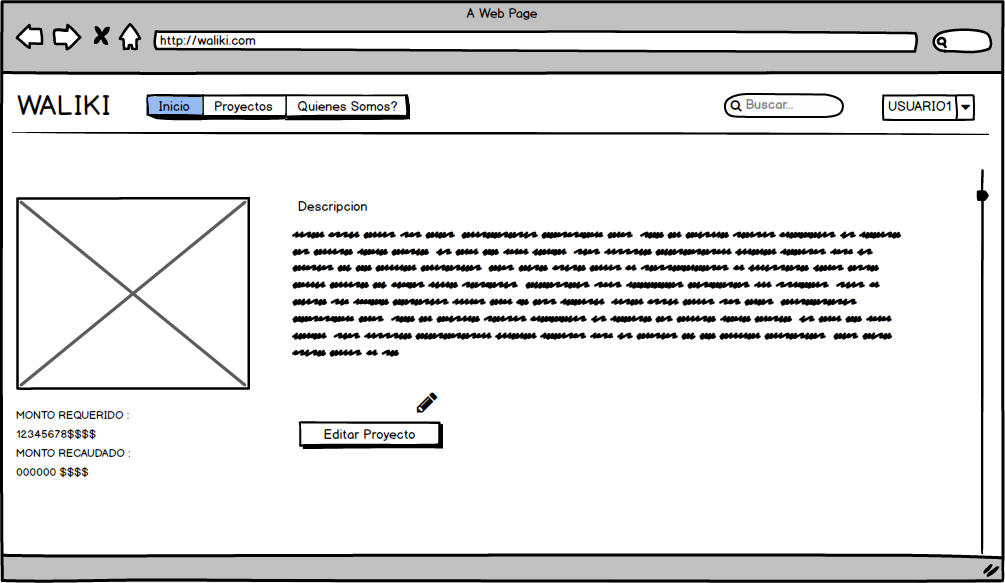 A Web Page
http://waliki.com
WALIKI
Inicio
Proyectos
Quienes Somos?
Buscar...
USUARIO1
Descripcion
MONTO REQUERIDO :
12345678$$$$
MONTO RECAUDADO :
000000 $$$$
Editar Proyecto